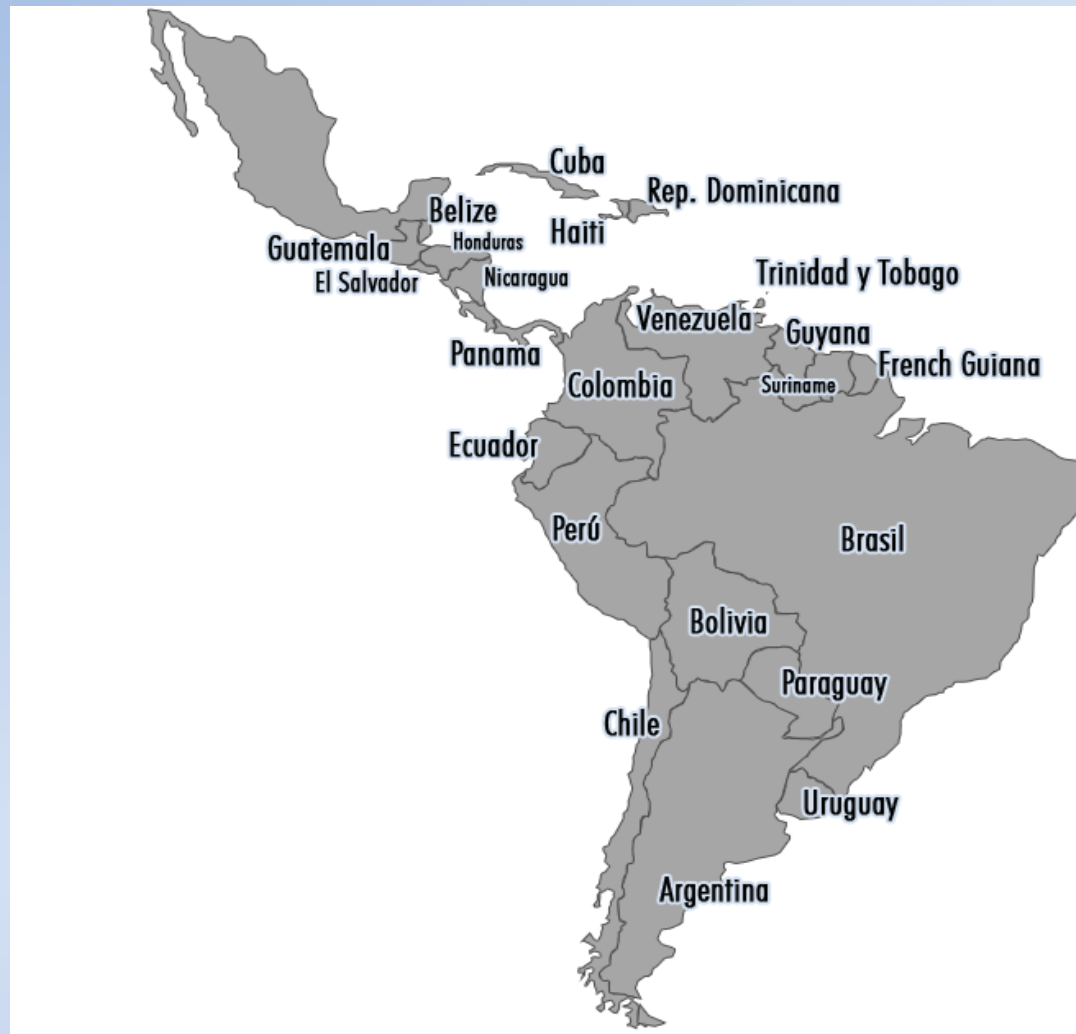 Cuba
Rep. Dominicana
Belize
Haiti
Honduras
Guatemala
El Salvador
Nicaragua
Trinidad y Tobago
Venezuela
Guyana
Panama
French Guiana
Colombia
Suriname
Ecuador
Perú
Brasil
Bolivia
Paraguay
Chile
Uruguay
Argentina